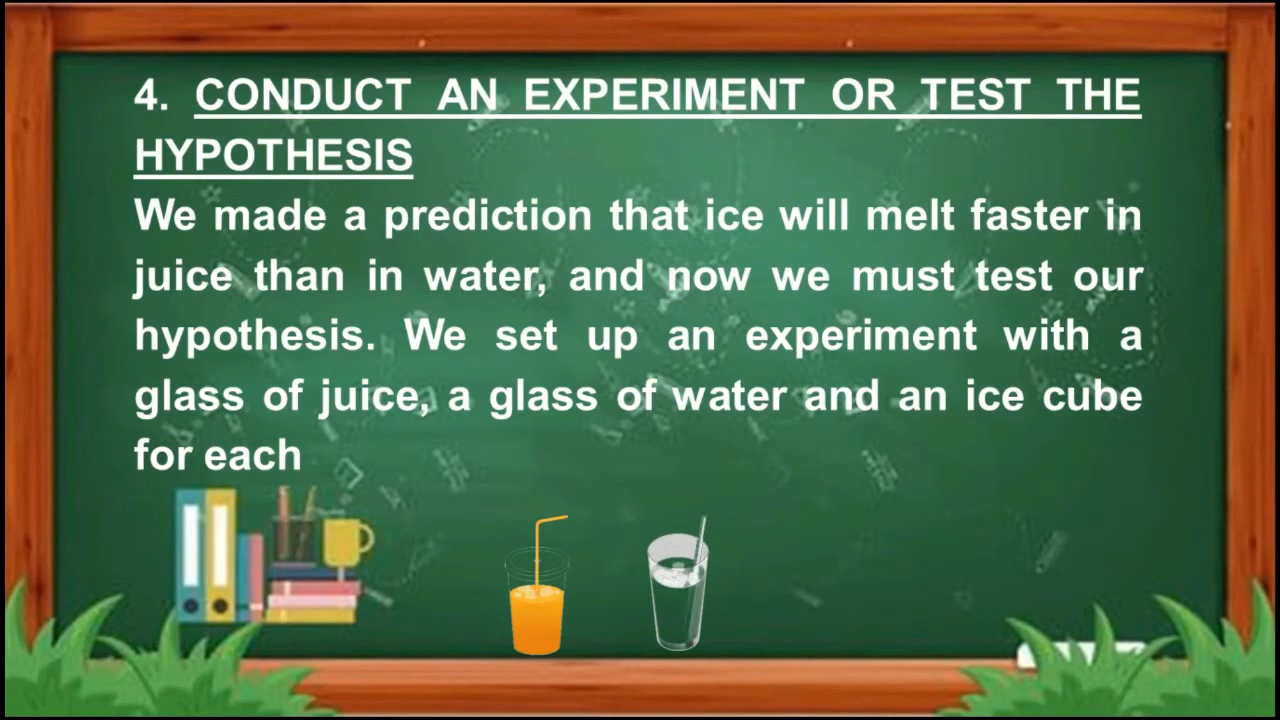 4. CONDUCT AN EXPERIMENT OR TEST THE
HYPOTHESIS
We made a prediction that ice will melt faster in
juice than in water, and now we must test our
hypothesis. We set up an experiment with a
glass of juice, a glass of water and an ice cube
for each